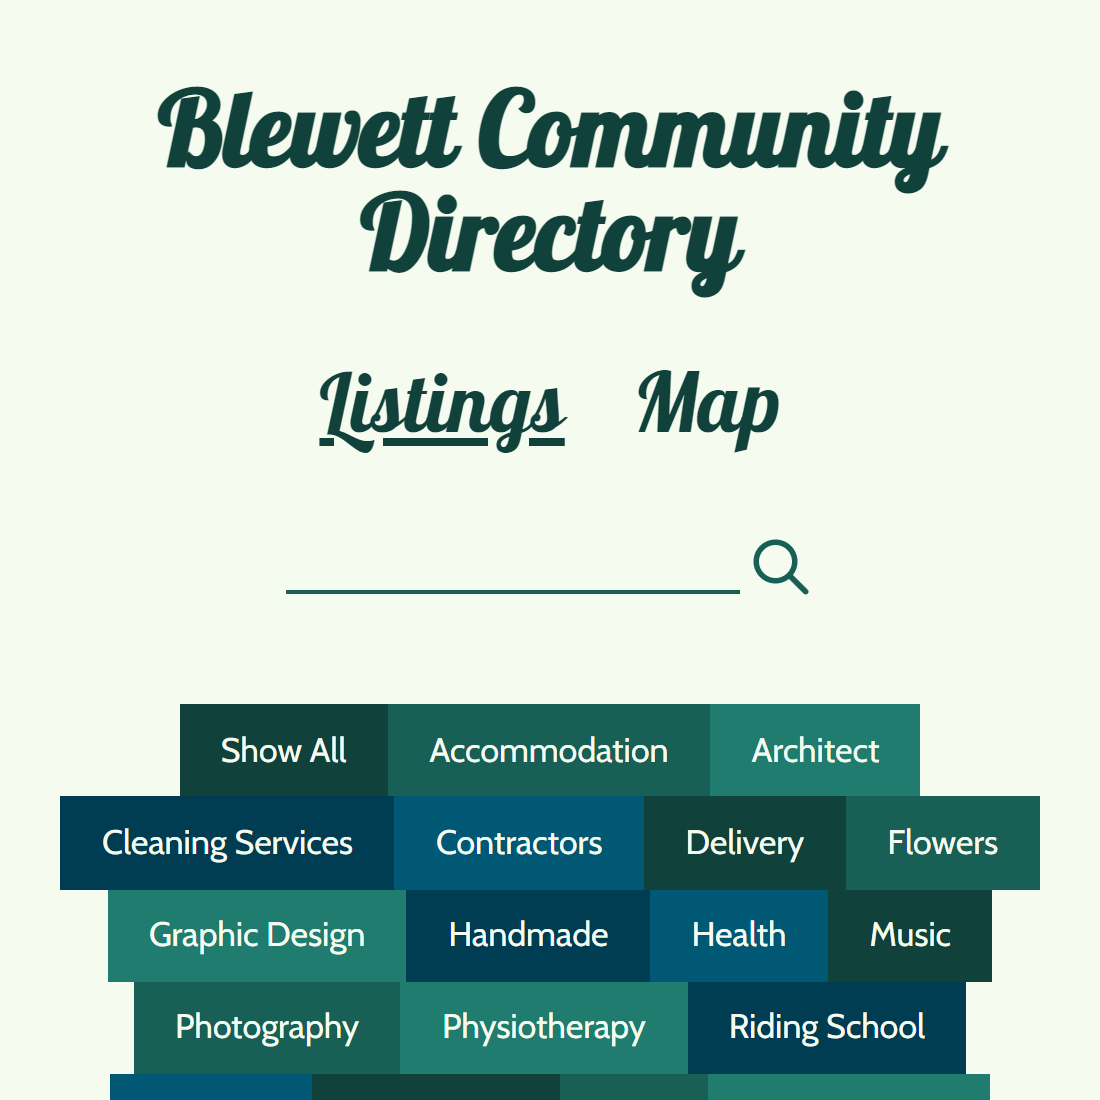 Blewett Community
Directory
Listings Map
Show All Accommodation Architect
Cleaning Services Contractors Delivery Flowers
Graphic Design Handmade Health Music
Photography Physiotherapy Riding School